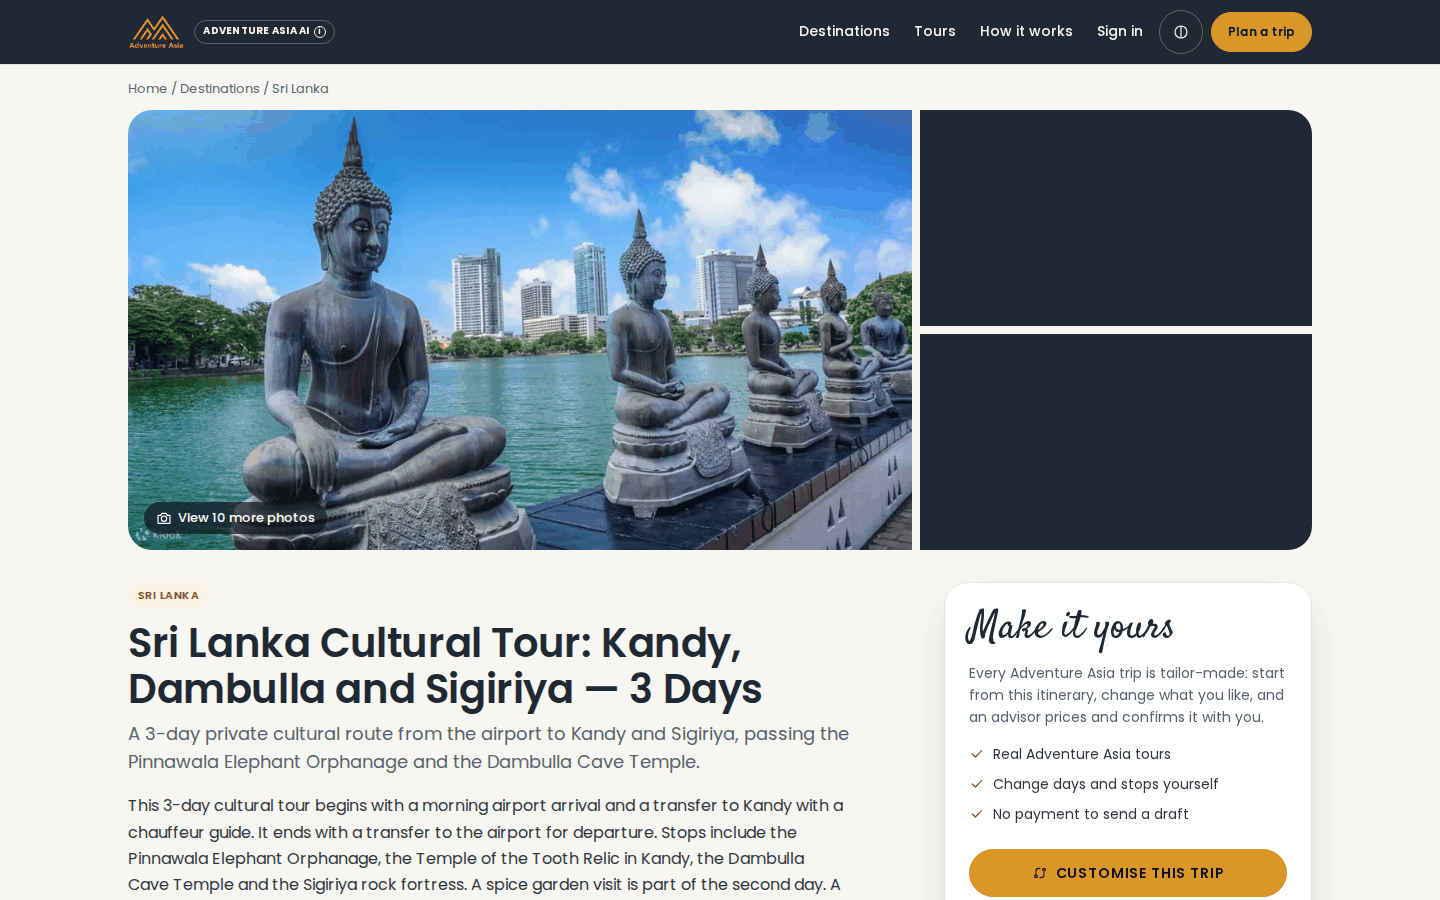 Adventure Asia
ADVENTURE ASIA AI
Destinations
Tours
How it works
Sign in
Plan a trip
Home / Destinations / Sri Lanka
View 10 more photos
klook
SRI LANKA
Sri Lanka Cultural Tour: Kandy,
Dambulla and Sigiriya — 3 Days
A 3-day private cultural route from the airport to Kandy and Sigiriya, passing the
Pinnawala Elephant Orphanage and the Dambulla Cave Temple.
This 3-day cultural tour begins with a morning airport arrival and a transfer to Kandy with a
chauffeur guide. It ends with a transfer to the airport for departure. Stops include the
Pinnawala Elephant Orphanage, the Temple of the Tooth Relic in Kandy, the Dambulla
Cave Temple and the Sigiriya rock fortress. A spice garden visit is part of the second day. A
Make it yours
Every Adventure Asia trip is tailor-made: start
from this itinerary, change what you like, and
an advisor prices and confirms it with you.
Real Adventure Asia tours
Change days and stops yourself
No payment to send a draft
CUSTOMISE THIS TRIP